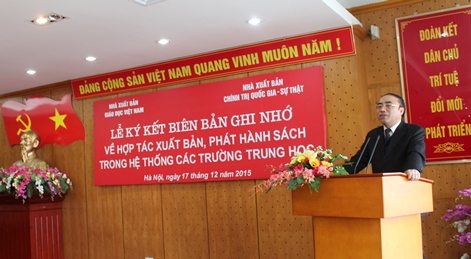 ĐẢNG CỘNG SẢN VIỆT NAM QUANG VINH MUÔN NĂM !
NHÀ XUẤT BẢN
GIÁO DỤC VIỆT NAM
NHÀ XUẤT BẢN
CHÍNH TRỊ QUỐC GIA - SỰ THẬT
LỄ KÝ KẾT BIÊN BẢN GHI NHỚ
VỀ HỢP TÁC XUẤT BẢN, PHÁT HÀNH SÁCH
TRONG HỆ THỐNG CÁC TRƯỜNG TRUNG HỌC
Hà Nội, ngày 17 tháng 12 năm 2015
ĐOÀN KẾT
DÂN CHỦ
TRÍ TUỆ
ĐỔI MỚI
PHÁT TRIỂN